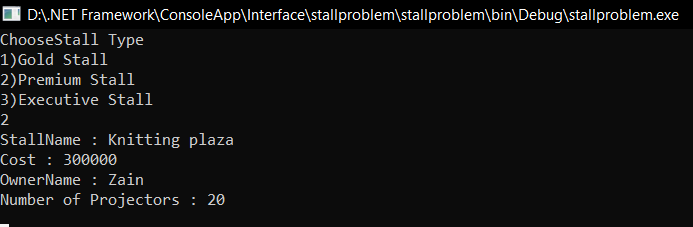 D:\.NET Framework\ConsoleApp\Interface\stallproblem\stallproblem\bin\Debug\stallproblem.exe
ChooseStall Type
1)Gold Stall
2)Premium Stall
3)Executive Stall
2
StallName : Knitting plaza
Cost : 300000
OwnerName : Zain
Number of Projectors : 20